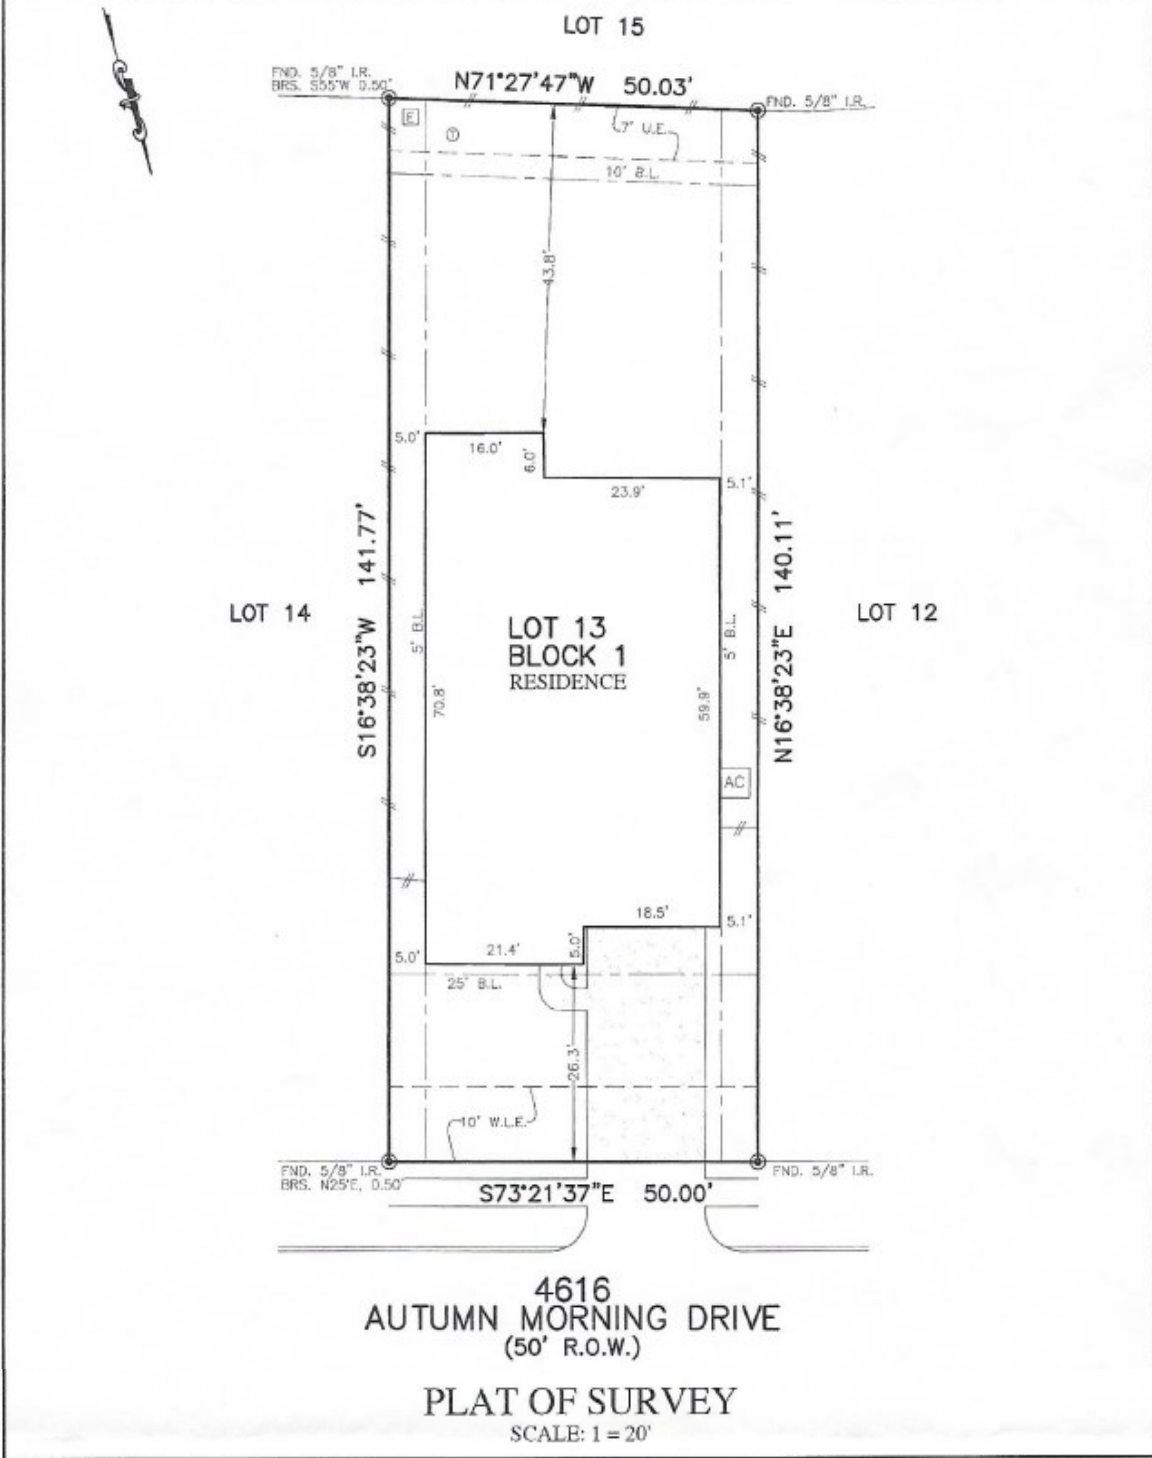 LOT 15
FND. 5/8" I.R.
BRS. S55°W 0.50'
N71°27'47"W 50.03'
FND. 5/8" I.R.
E
T
7' U.E.
10' B.L.
43.8'
5.0'
16.0'
6.0'
23.9'
5.1'
S16°38'23"W 141.77'
N16°38'23"E 140.11'
LOT 14
LOT 12
5' B.L.
5' B.L.
LOT 13
BLOCK 1
RESIDENCE
70.8'
59.9'
AC
18.5'
5.1'
5.0'
21.4'
5.0'
25' B.L.
26.3'
10' W.L.E.
FND. 5/8" I.R.
BRS. N25°E, 0.50'
FND. 5/8" I.R.
S73°21'37"E 50.00'
4616
AUTUMN MORNING DRIVE
(50' R.O.W.)
PLAT OF SURVEY
SCALE: 1 = 20'